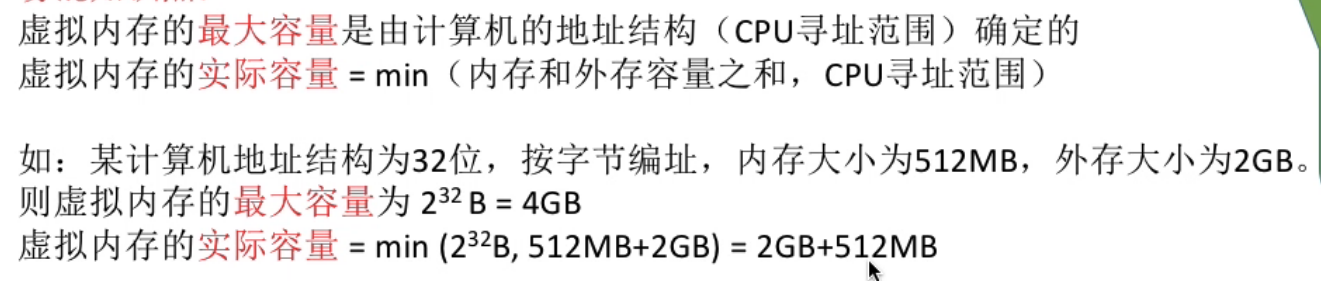 虚拟内存的最大容量是由计算机的地址结构（CPU寻址范围）确定的
虚拟内存的实际容量 = min（内存和外存容量之和，CPU寻址范围）
如：某计算机地址结构为32位，按字节编址，内存大小为512MB，外存大小为2GB。
则虚拟内存的最大容量为 2³² B = 4GB
虚拟内存的实际容量 = min (2³²B, 512MB+2GB) = 2GB+512MB